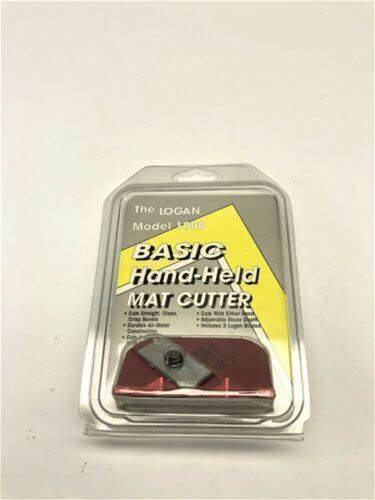 The LOGAN
Model 1000
BASIC
Hand-Held
MAT CUTTER
• Cuts Straight, Clean,
Crisp Bevels
• Durable All-Metal
Construction
• Cuts
• Cuts With Either Hand
• Adjustable Blade Depth
• Includes 3 Logan Blades